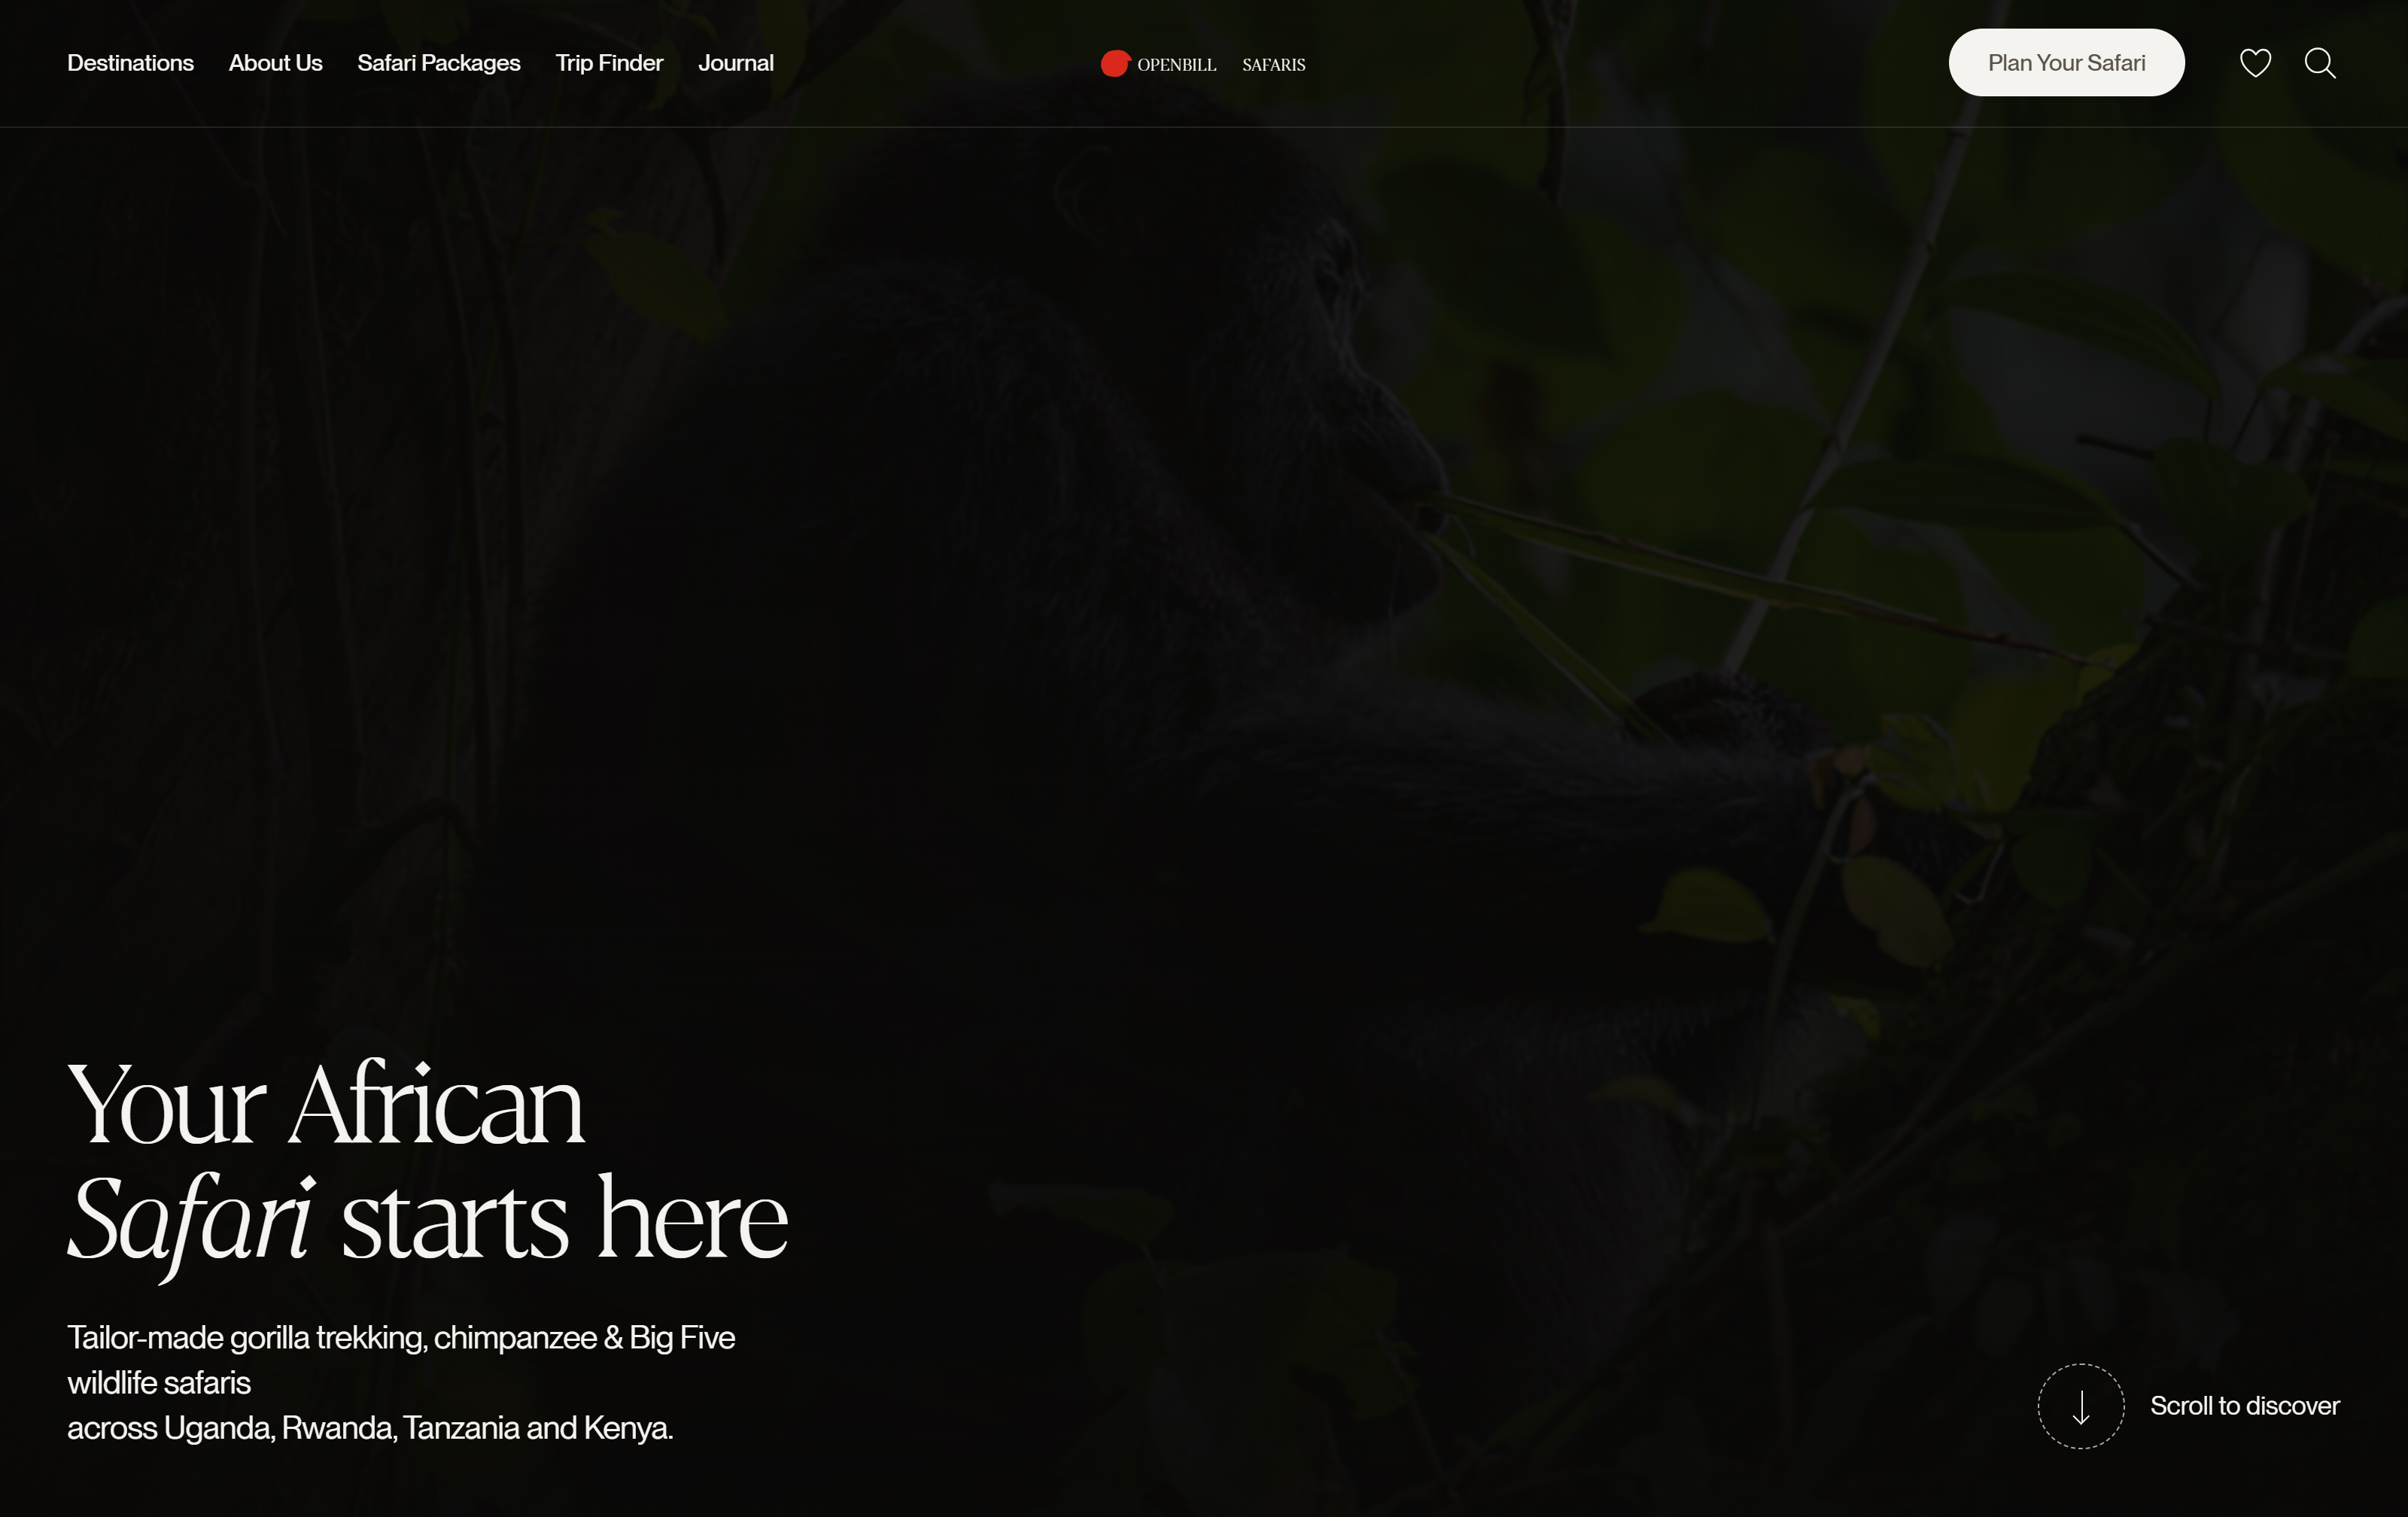 Destinations About Us Safari Packages Trip Finder Journal OPENBILL SAFARIS Plan Your Safari
Your African
Safari starts here
Tailor-made gorilla trekking, chimpanzee & Big Five
wildlife safaris
across Uganda, Rwanda, Tanzania and Kenya.
Scroll to discover